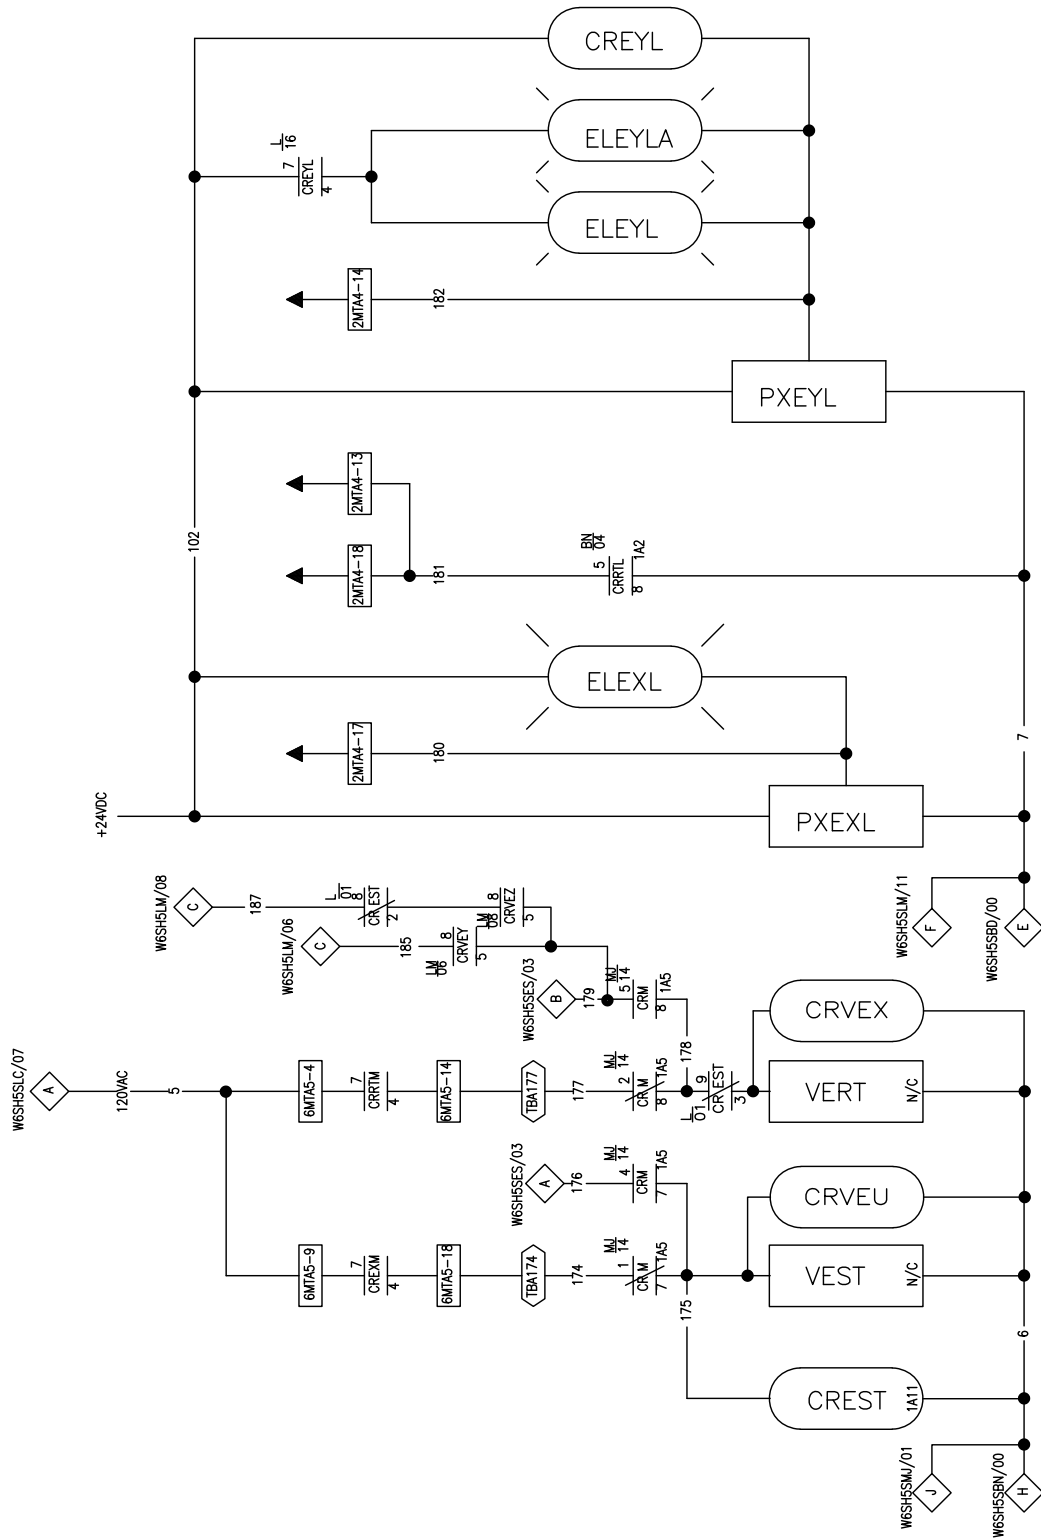 CREYL
ELEYLA
L
16
7
CREYL
4
ELEYL
2MTA4-14
182
PXEYL
102
2MTA4-13
2MTA4-18
181
BN
04
5
CRRTL
1A2
8
ELEXL
2MTA4-17
180
7
+24VDC
PXEXL
W6SH5LM/08
C
187
L
01
8
CREST
2
8
CRVEZ
5
LM
08
W6SH5LM/06
C
185
LM
06
8
CRVEY
5
W6SH5SLM/11
F
W6SH5SBD/00
E
W6SH5SES/03
B
179
MJ
14
5
CRM
1A5
8
178
CRVEX
W6SH5SLC/07
A
120VAC
5
6MTA5-4
7
CRRTM
4
6MTA5-14
TBA177
177
MJ
14
2
CRM
1A5
8
L
01
9
CREST
3
VERT
N/C
W6SH5SES/03
A
176
MJ
14
4
CRM
1A5
7
CRVEU
6MTA5-9
7
CREXM
4
6MTA5-18
TBA174
174
MJ
14
1
CRM
1A5
7
VEST
N/C
175
6
CREST
1A11
W6SH5SMJ/01
J
W6SH5SBN/00
H